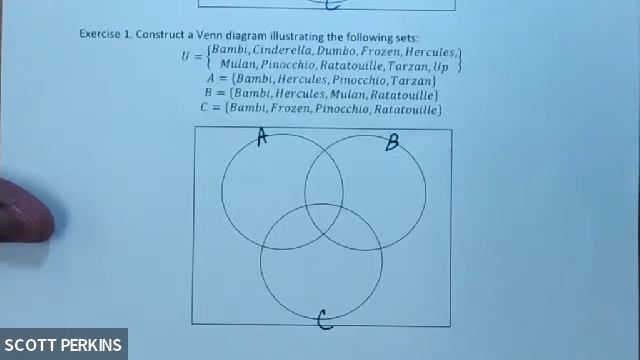 C
Exercise 1. Construct a Venn diagram illustrating the following sets:
U = {Bambi, Cinderella, Dumbo, Frozen, Hercules,
Mulan, Pinocchio, Ratatouille, Tarzan, Up}
A = {Bambi, Hercules, Pinocchio, Tarzan}
B = {Bambi, Hercules, Mulan, Ratatouille}
C = {Bambi, Frozen, Pinocchio, Ratatouille}
A B
C
SCOTT PERKINS